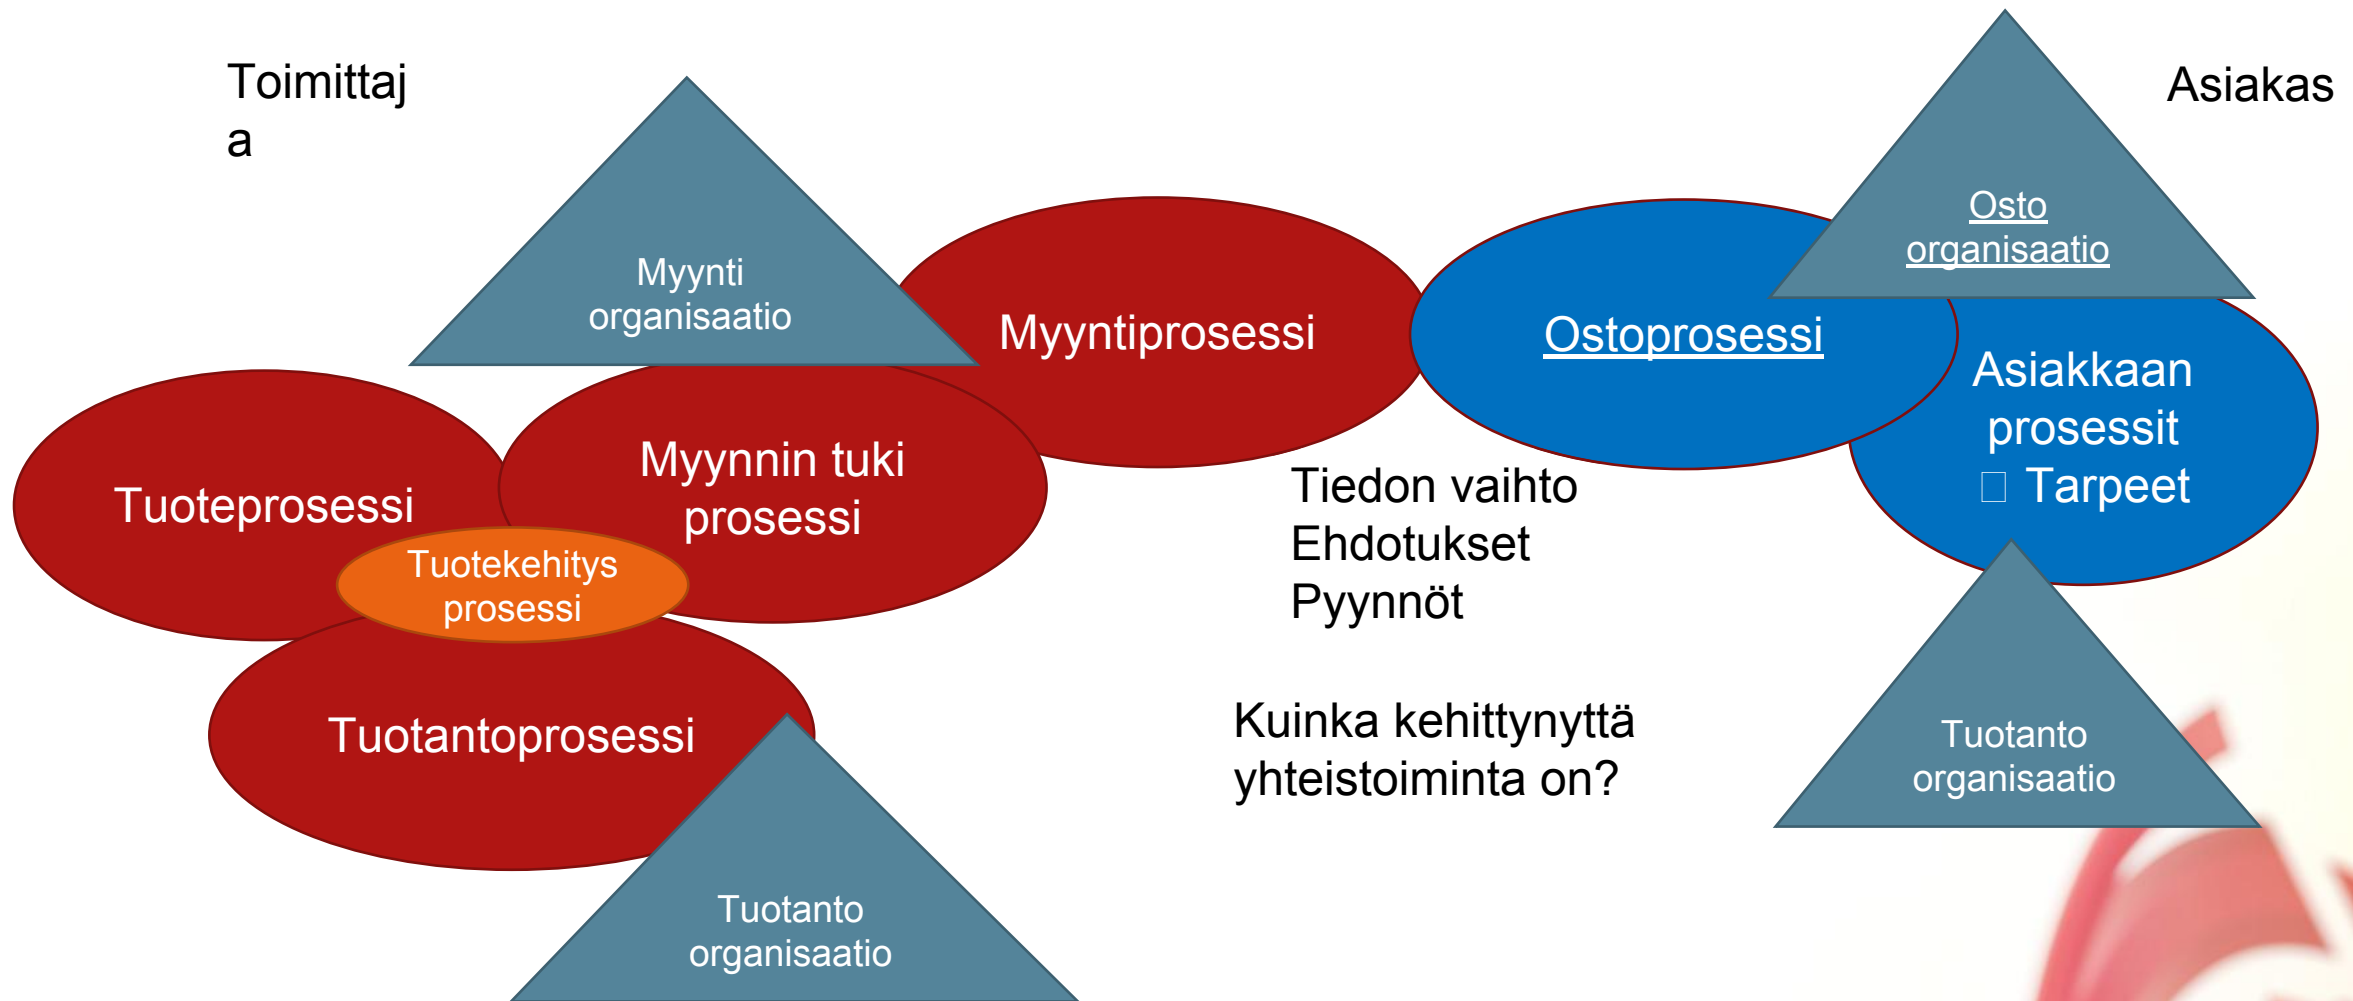 Toimittaj
a
Asiakas
Myynti
organisaatio
Osto
organisaatio
Myyntiprosessi
Ostoprosessi
Asiakkaan
prosessit
Tarpeet
Tuoteprosessi
Myynnin tuki
prosessi
Tuotekehitys
prosessi
Tiedon vaihto
Ehdotukset
Pyynnöt
Tuotantoprosessi
Kuinka kehittynyttä
yhteistoiminta on?
Tuotanto
organisaatio
Tuotanto
organisaatio